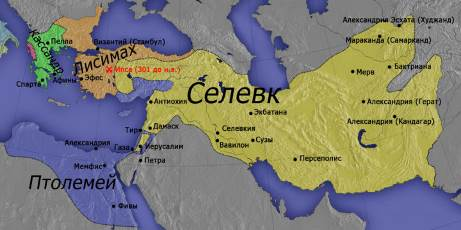 Александрия Эсхата (Худжанд)
Кассандр
Пелла
Византий (Стамбул)
Мараканда (Самарканд)
Лисимах
Ипса (301 до н.э.)
Мерв
Бактриана
Спарта
Афины
Эфес
Антиохия
Селевк
Экбатана
Александрия (Герат)
Александрия
Тир
Дамаск
Селевкия
Александрия (Кандагар)
Газа
Иерусалим
Вавилон
Сузы
Мемфис
Петра
Персеполис
Птолемей
Фивы